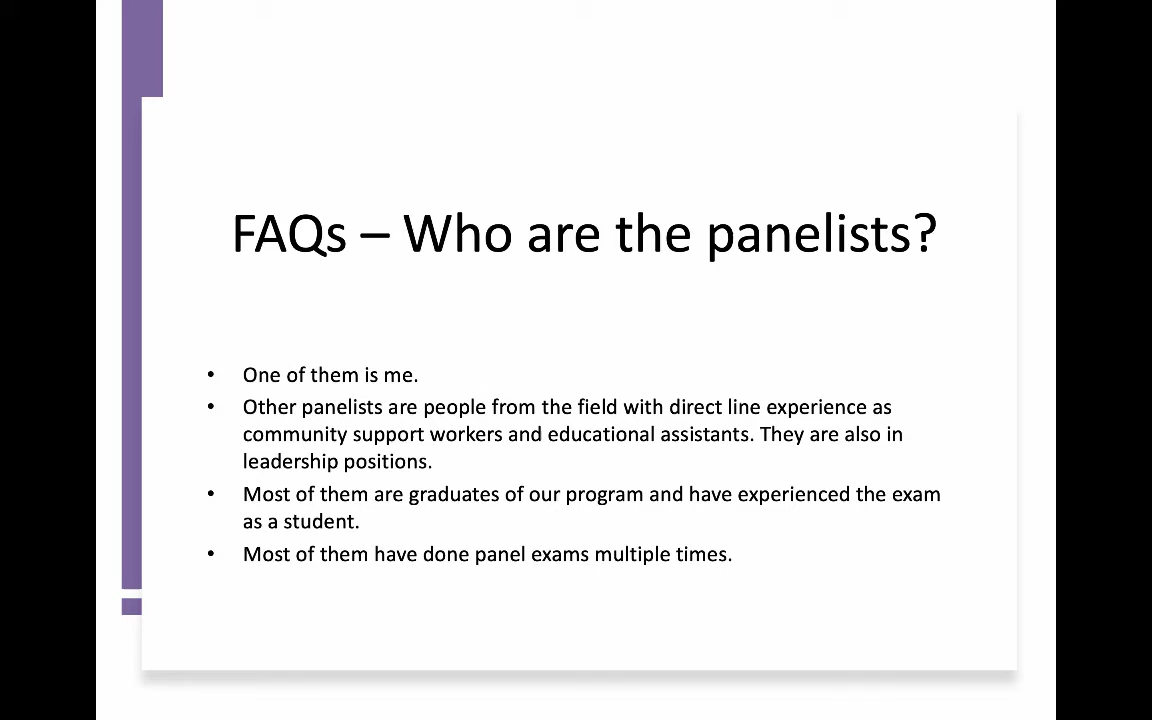 FAQs – Who are the panelists?
• One of them is me.
• Other panelists are people from the field with direct line experience as
community support workers and educational assistants. They are also in
leadership positions.
• Most of them are graduates of our program and have experienced the exam
as a student.
• Most of them have done panel exams multiple times.